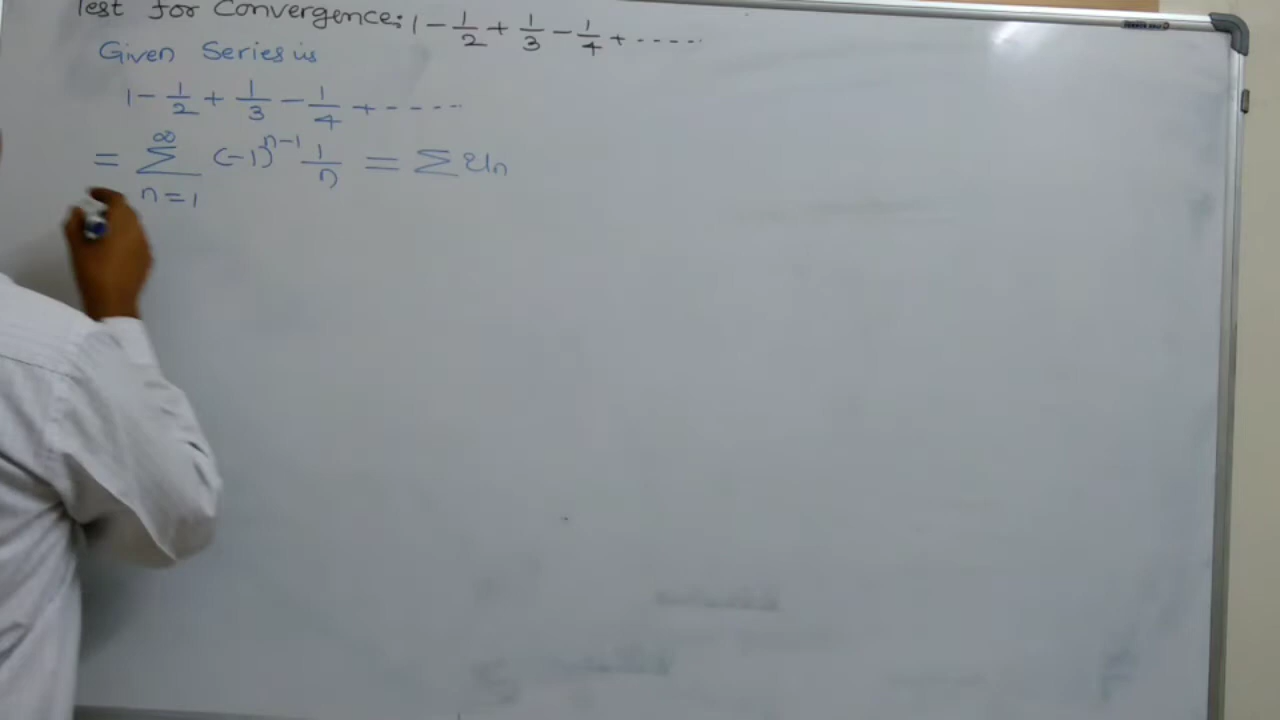 Test for Convergence: 1 - 1/2 + 1/3 - 1/4 + -----
Given Series is
1 - 1/2 + 1/3 - 1/4 + -----
= ∑_{n=1}^{∞} (-1)^{n-1} 1/n = ∑ u_n